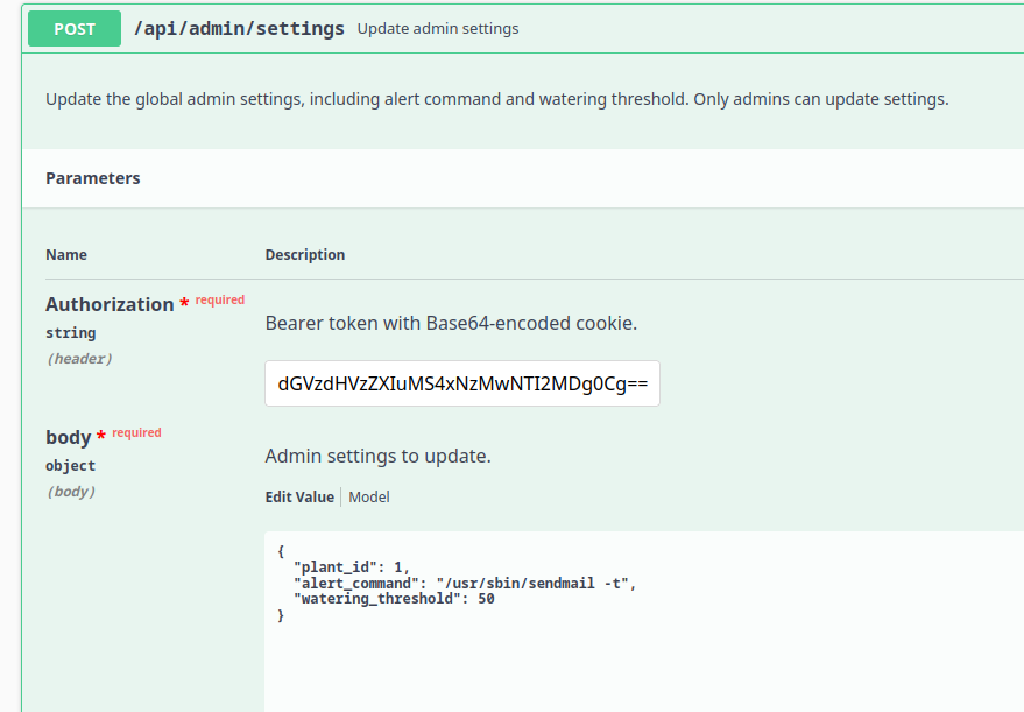 POST /api/admin/settings Update admin settings
Update the global admin settings, including alert command and watering threshold. Only admins can update settings.
Parameters
Name Description
Authorization * required
string
(header)
Bearer token with Base64-encoded cookie.
dGVzdHVzZXIuMS4xNzMwNTI2MDg0Cg==
body * required
object
(body)
Admin settings to update.
Edit Value Model
{
"plant_id": 1,
"alert_command": "/usr/sbin/sendmail -t",
"watering_threshold": 50
}